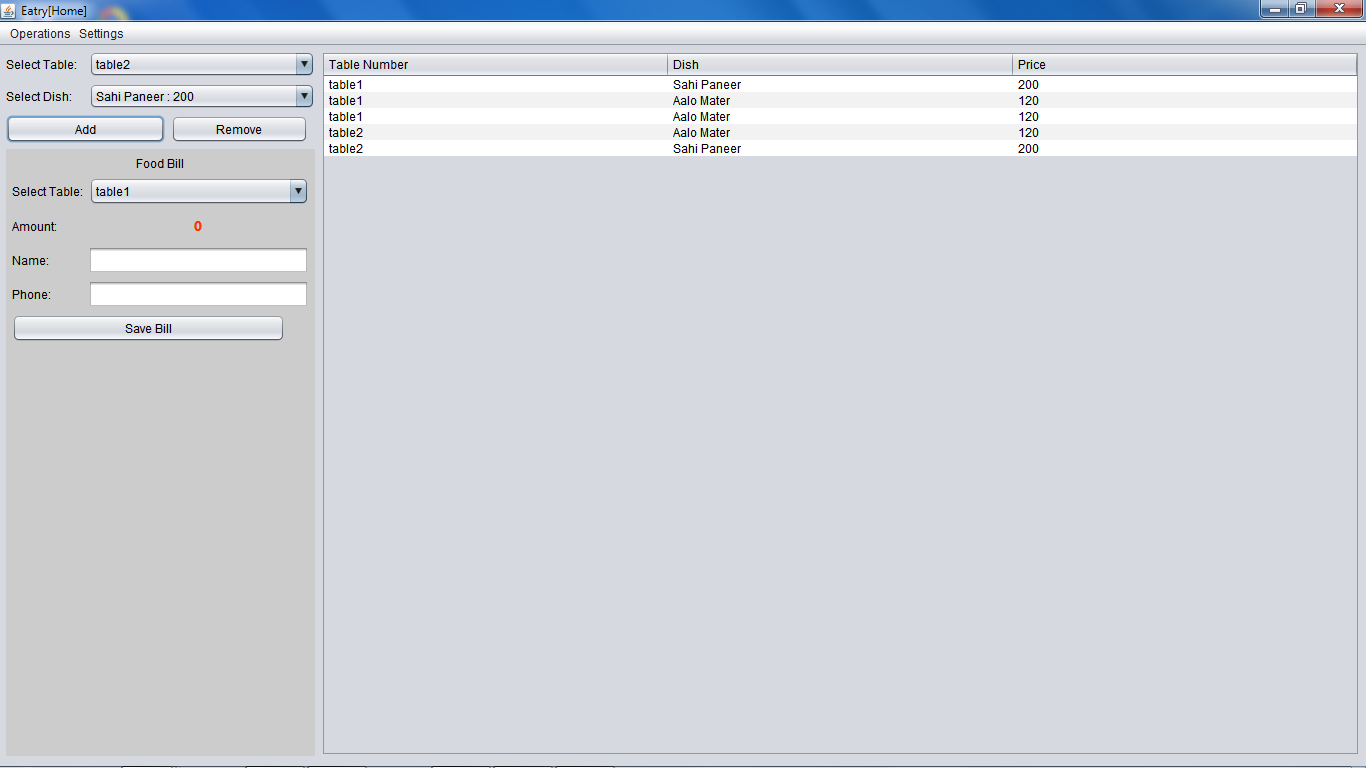 Eatry[Home]
Operations Settings
Select Table: table2
Select Dish: Sahi Paneer : 200
Add Remove
Food Bill
Select Table: table1
Amount: 0
Name:
Phone:
Save Bill
Table Number Dish Price
table1 Sahi Paneer 200
table1 Aalo Mater 120
table1 Aalo Mater 120
table2 Aalo Mater 120
table2 Sahi Paneer 200